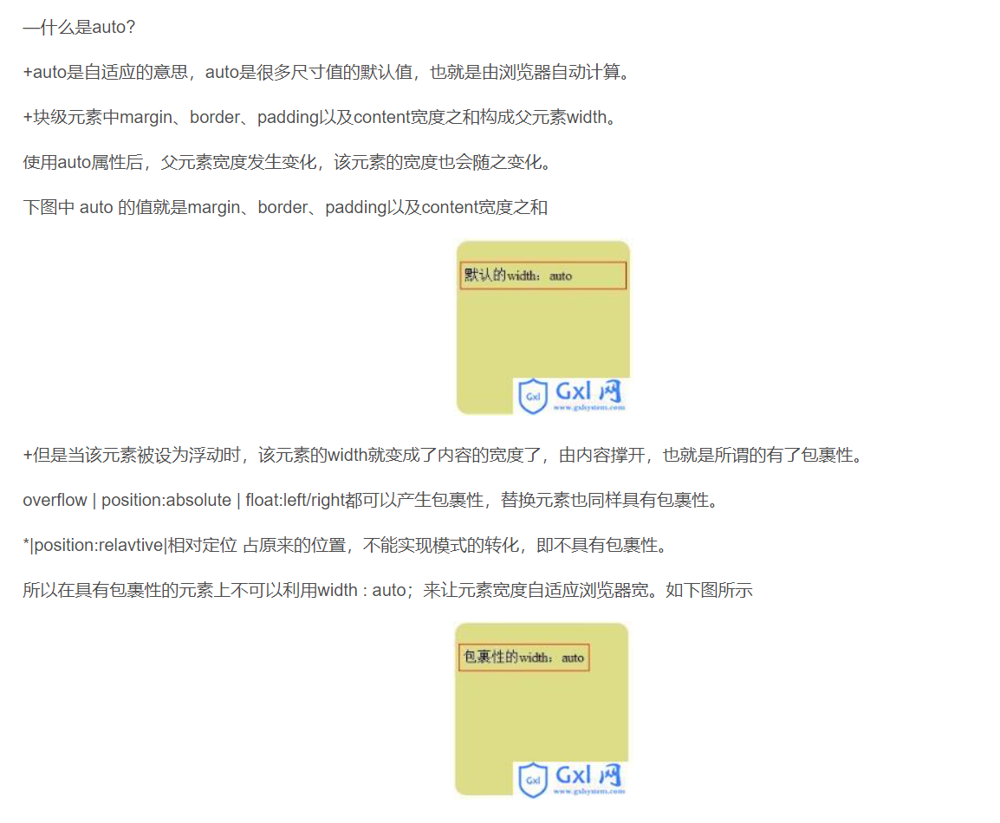 —什么是auto?
+auto是自适应的意思，auto是很多尺寸值的默认值，也就是由浏览器自动计算。
+块级元素中margin、border、padding以及content宽度之和构成父元素width。
使用auto属性后，父元素宽度发生变化，该元素的宽度也会随之变化。
下图中 auto 的值就是margin、border、padding以及content宽度之和
默认的width：auto
Gxl
Gxl 网
www.gxlsystem.com
+但是当该元素被设为浮动时，该元素的width就变成了内容的宽度了，由内容撑开，也就是所谓的有了包裹性。
overflow | position:absolute | float:left/right都可以产生包裹性，替换元素也同样具有包裹性。
*|position:relavtive|相对定位 占原来的位置，不能实现模式的转化，即不具有包裹性。
所以在具有包裹性的元素上不可以利用width : auto；来让元素宽度自适应浏览器宽。如下图所示
包裹性的width：auto
Gxl
Gxl 网
www.gxlsystem.com